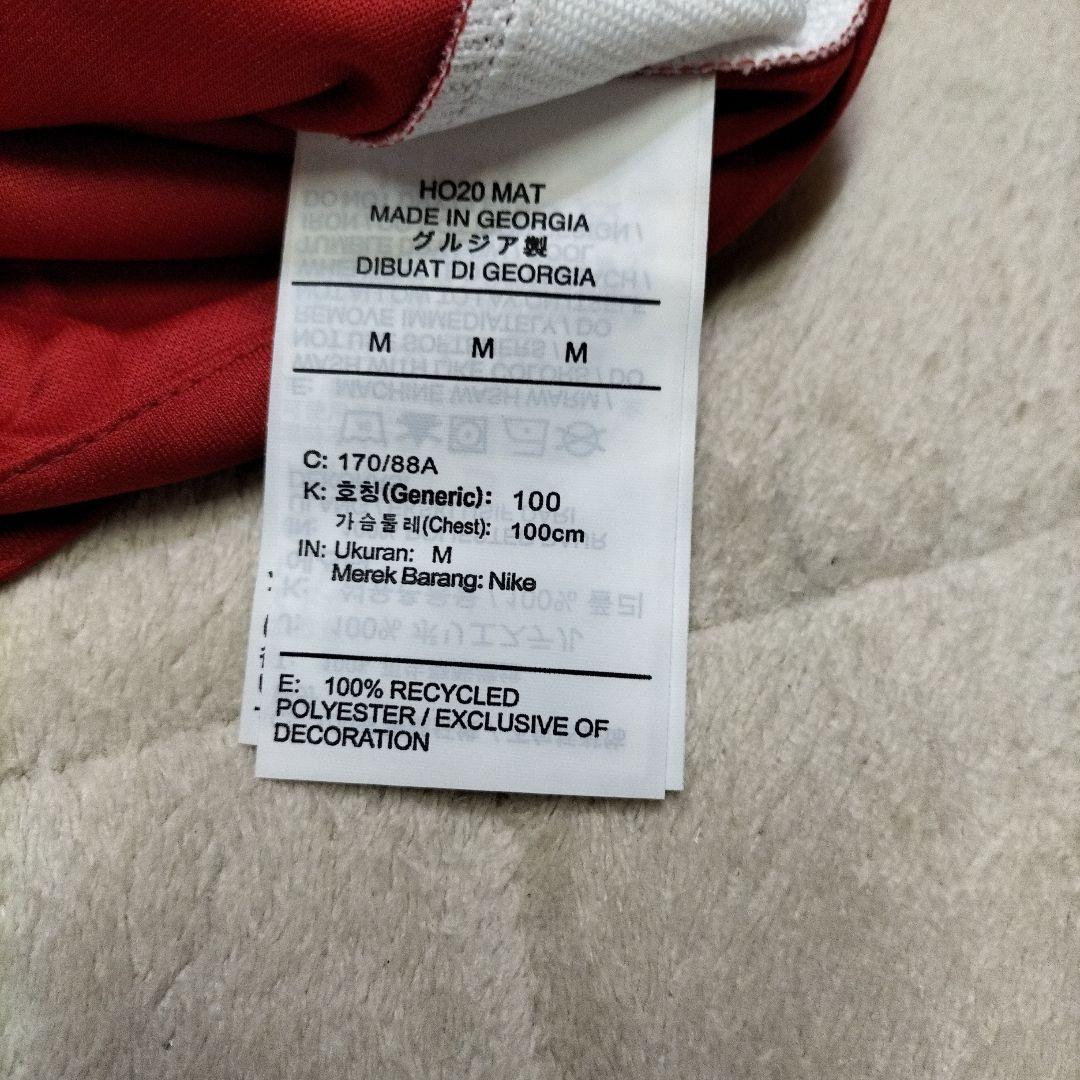 HO20 MAT
MADE IN GEORGIA
グルジア製
DIBUAT DI GEORGIA
M M M
C: 170/88A
K: 호칭(Generic): 100
가슴둘레(Chest): 100cm
IN: Ukuran: M
Merek Barang: Nike
E: 100% RECYCLED
POLYESTER / EXCLUSIVE OF
DECORATION